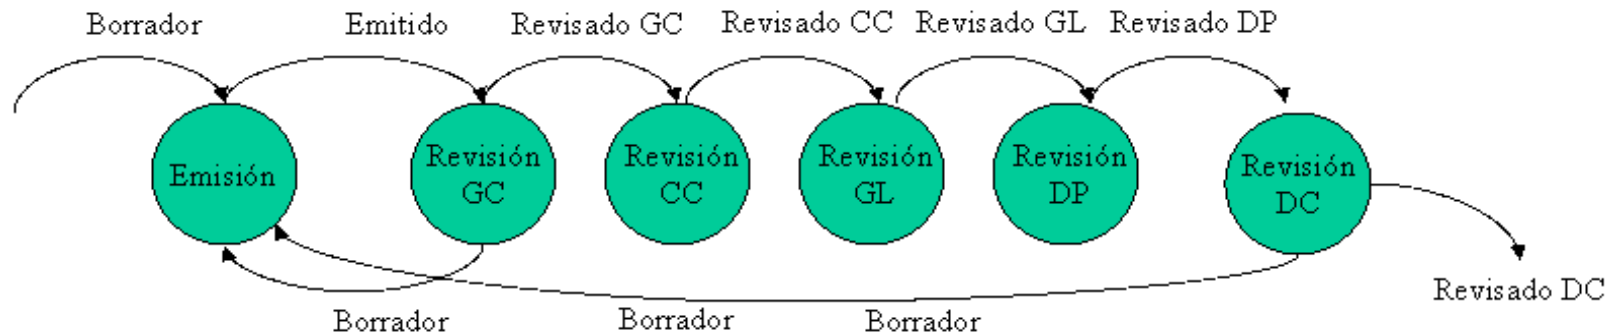 Borrador
Emitido
Revisado GC
Revisado CC
Revisado GL
Revisado DP
Emisión
Revisión
GC
Revisión
CC
Revisión
GL
Revisión
DP
Revisión
DC
Revisado DC
Borrador
Borrador
Borrador